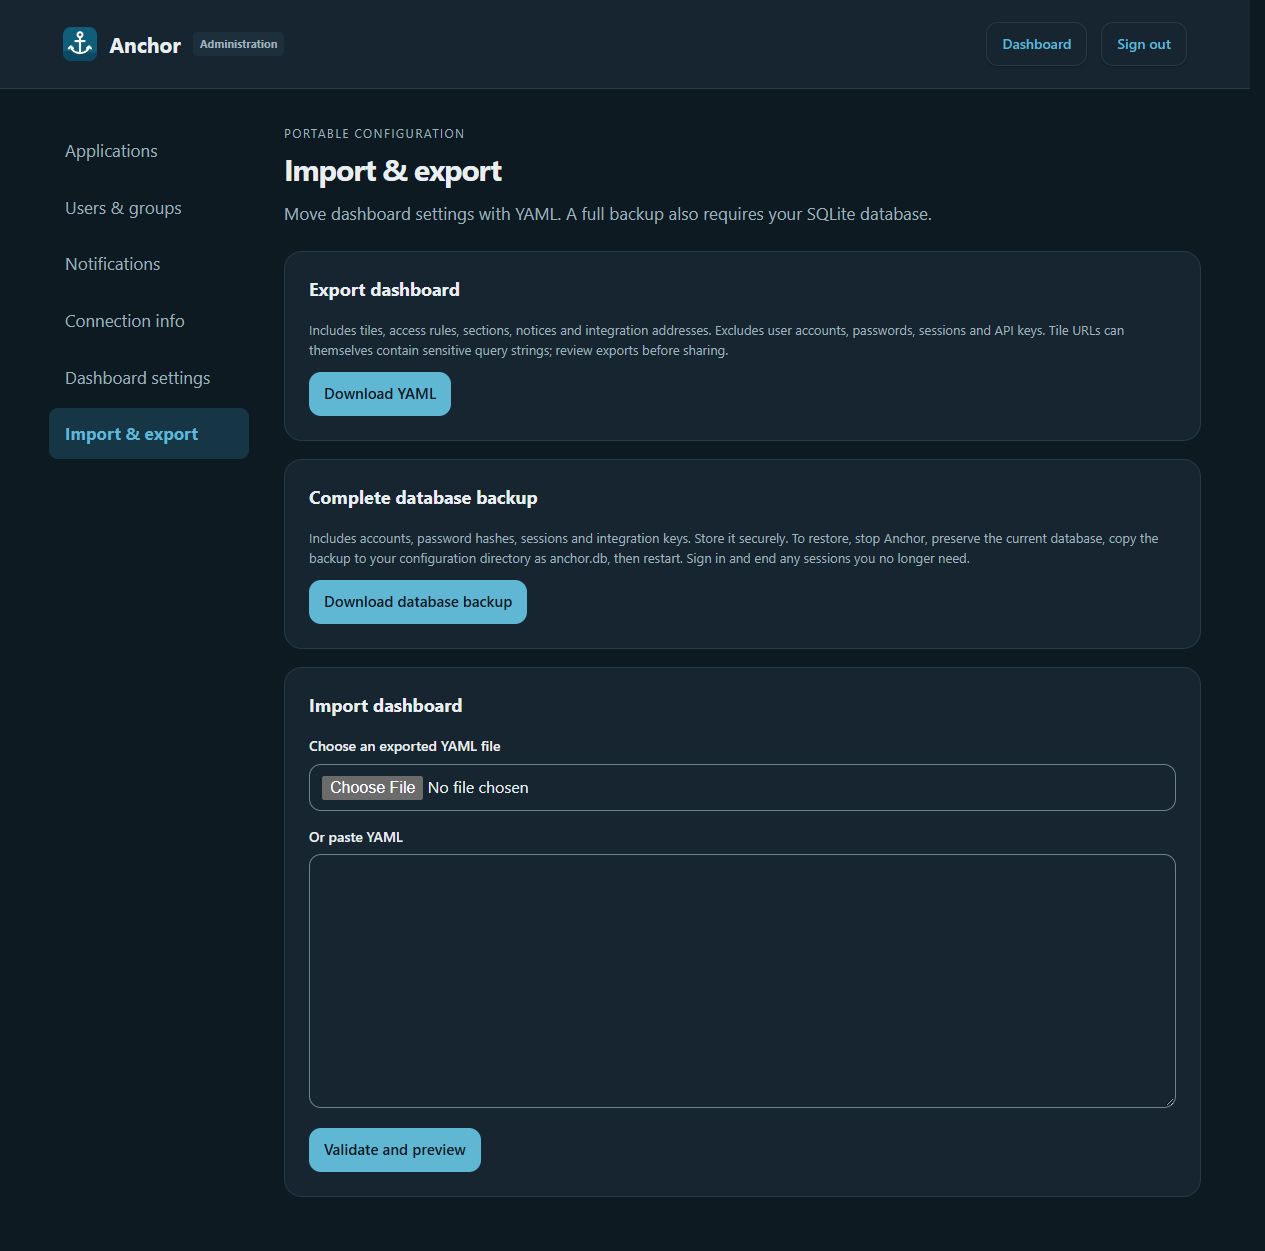 Anchor
Administration
Dashboard
Sign out
Applications
Users & groups
Notifications
Connection info
Dashboard settings
Import & export
PORTABLE CONFIGURATION
Import & export
Move dashboard settings with YAML. A full backup also requires your SQLite database.
Export dashboard
Includes tiles, access rules, sections, notices and integration addresses. Excludes user accounts, passwords, sessions and API keys. Tile URLs can
themselves contain sensitive query strings; review exports before sharing.
Download YAML
Complete database backup
Includes accounts, password hashes, sessions and integration keys. Store it securely. To restore, stop Anchor, preserve the current database, copy the
backup to your configuration directory as anchor.db, then restart. Sign in and end any sessions you no longer need.
Download database backup
Import dashboard
Choose an exported YAML file
Choose File No file chosen
Or paste YAML
Validate and preview